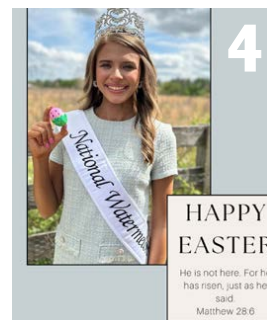 4
National Waterme
HAPPY
EASTER
He is not here. For he
has risen, just as he
said.
Matthew 28:6